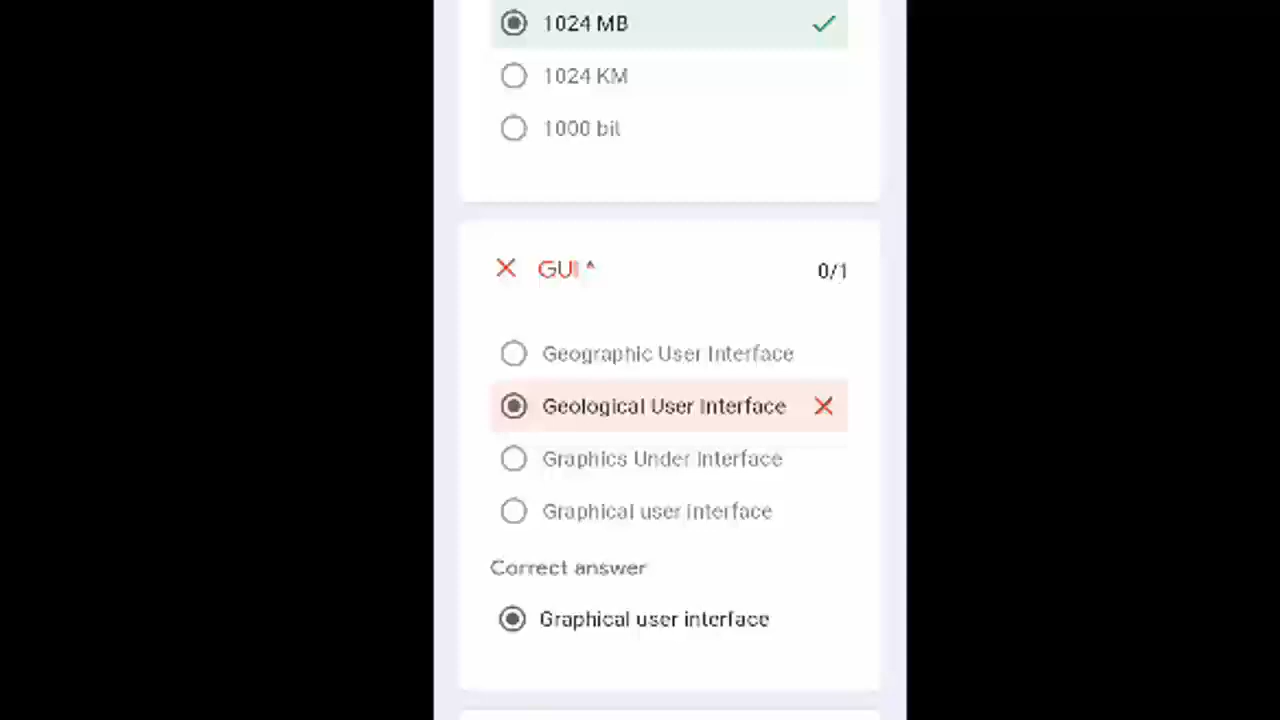 1024 MB
1024 KM
1000 bit
GUI *
0/1
Geographic User Interface
Geological User Interface
Graphics Under Interface
Graphical user interface
Correct answer
Graphical user interface